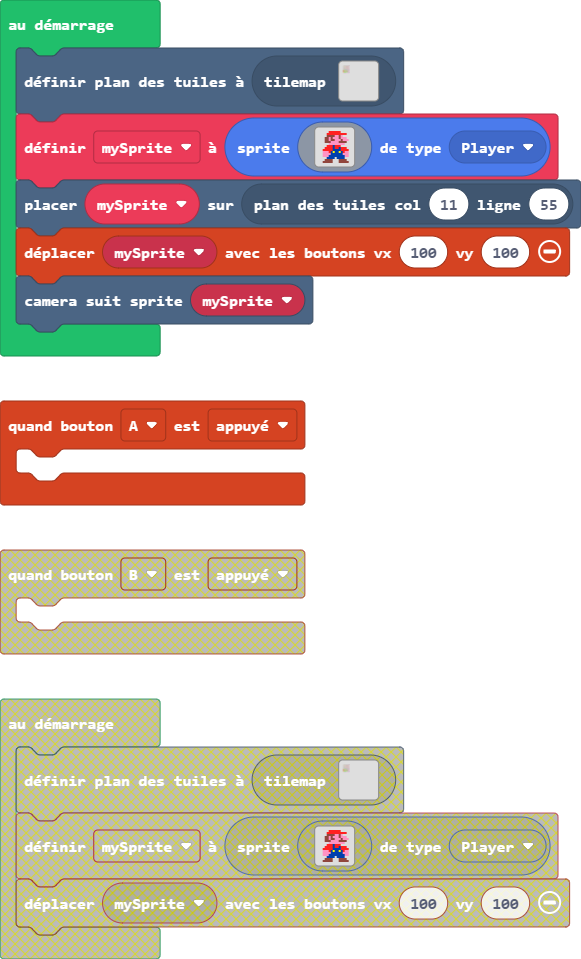 au démarrage
définir plan des tuiles à tilemap
définir mySprite à sprite de type Player
placer mySprite sur plan des tuiles col 11 ligne 55
déplacer mySprite avec les boutons vx 100 vy 100
camera suit sprite mySprite
quand bouton A est appuyé
quand bouton B est appuyé
au démarrage
définir plan des tuiles à tilemap
définir mySprite à sprite de type Player
déplacer mySprite avec les boutons vx 100 vy 100